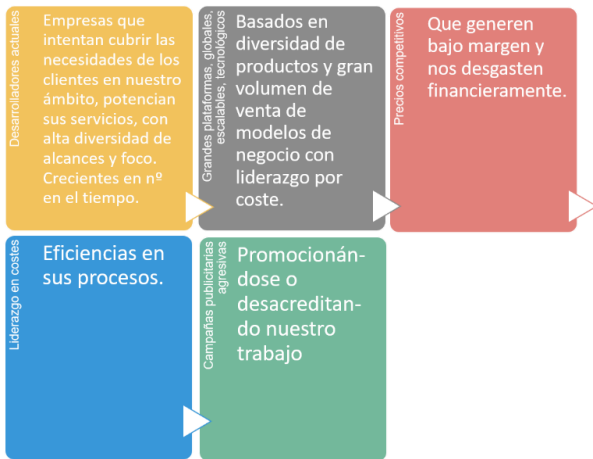 Desarrolladores actuales
Empresas que
intentan cubrir las
necesidades de los
clientes en nuestro
ámbito, potencian
sus servicios, con
alta diversidad de
alcances y foco.
Crecientes en nº
en el tiempo.
Grandes plataformas, globales,
escalables, tecnológicos
Basados en
diversidad de
productos y gran
volumen de
venta de
modelos de
negocio con
liderazgo por
coste.
Precios competitivos
Que generen
bajo margen y
nos desgasten
financieramente.
Liderazgo en costes
Eficiencias en
sus procesos.
Campañas publicitarias
agresivas
Promocionán-
dose o
desacreditan-
do nuestro
trabajo